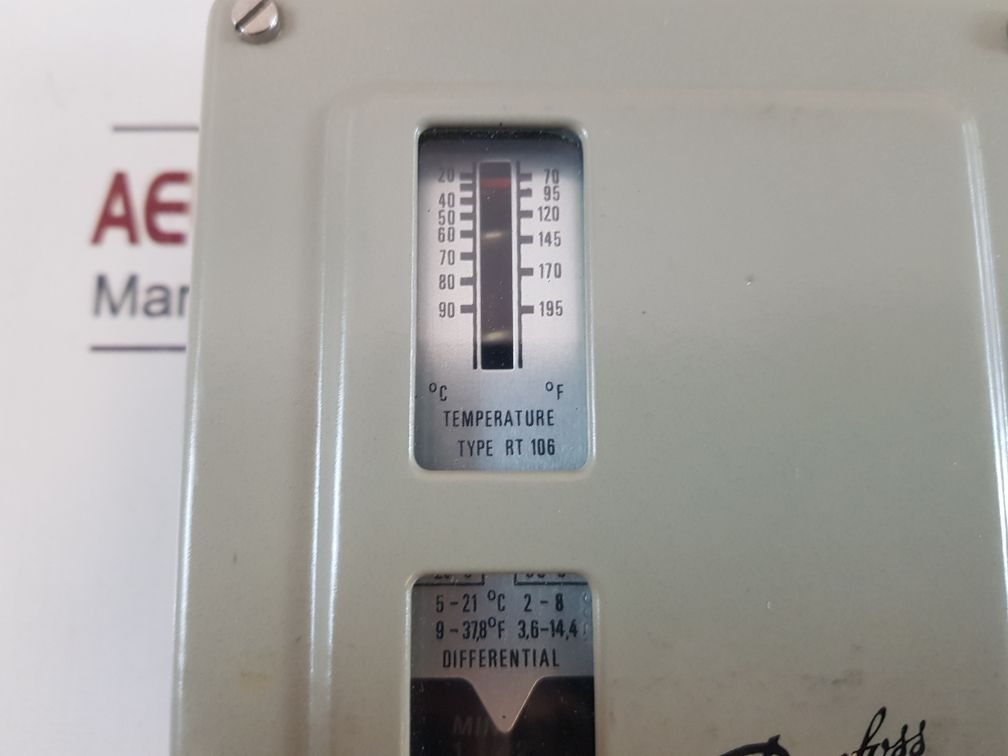 AE
Mar
20 70
95
40
50 120
60 145
70
80 170
90 195
°C °F
TEMPERATURE
TYPE RT 106
5-21 °C 2-8
9-37,8°F 3,6-14,4
DIFFERENTIAL
Danfoss